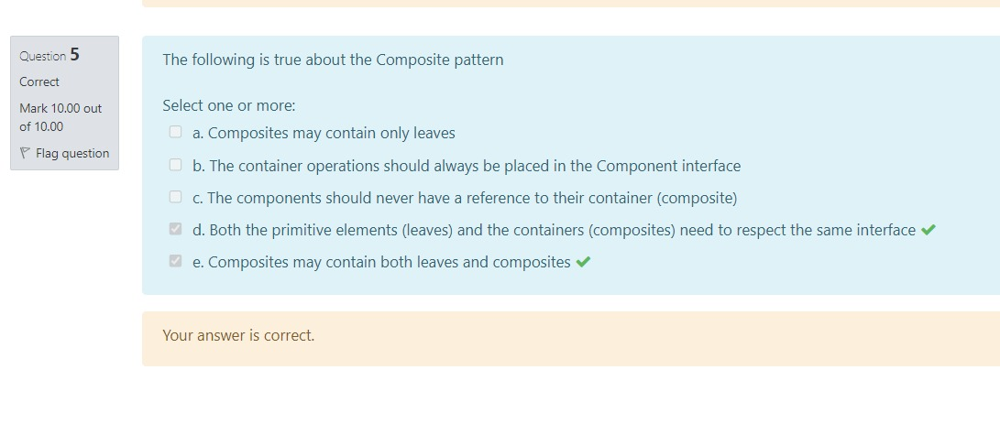 Question 5
Correct
Mark 10.00 out
of 10.00
Flag question
The following is true about the Composite pattern
Select one or more:
a. Composites may contain only leaves
b. The container operations should always be placed in the Component interface
c. The components should never have a reference to their container (composite)
d. Both the primitive elements (leaves) and the containers (composites) need to respect the same interface
e. Composites may contain both leaves and composites
Your answer is correct.